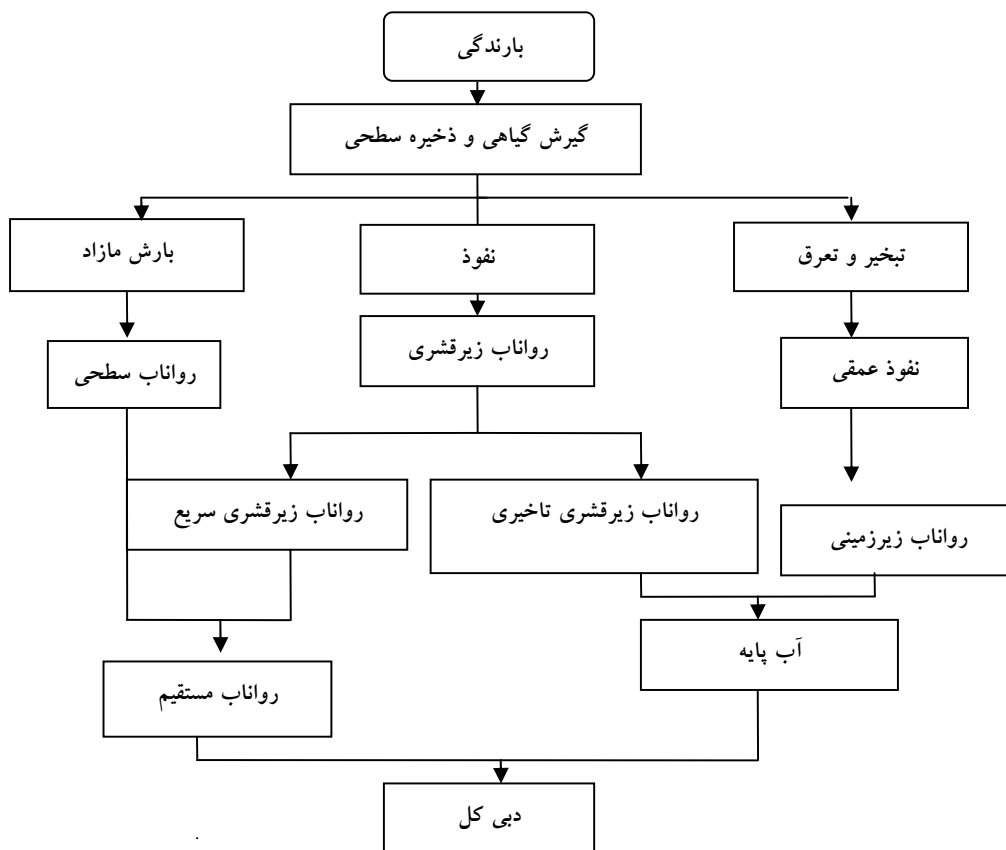 بارندگی
گیرش گیاهی و ذخیره سطحی
بارش مازاد
نفوذ
تبخیر و تعرق
رواناب سطحی
رواناب زیرقشری
نفوذ عمقی
رواناب زیرقشری سریع
رواناب زیرقشری تاخیری
رواناب زیرزمینی
رواناب مستقیم
آب پایه
دبی کل